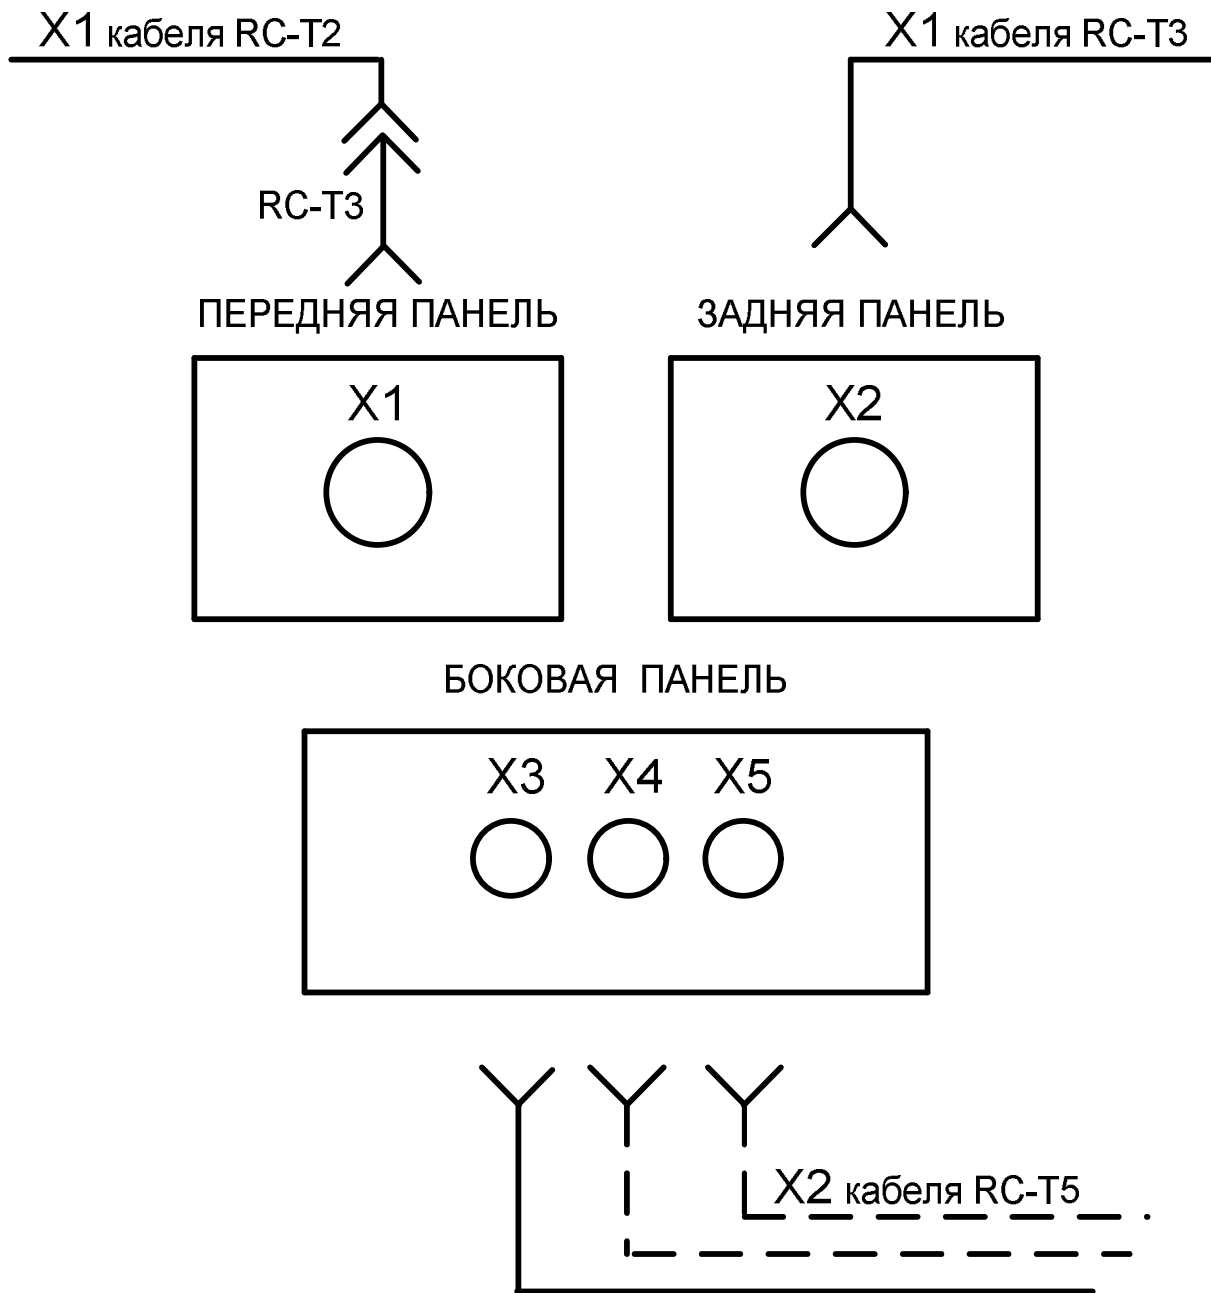 X1 кабеля RC-T2
X1 кабеля RC-T3
RC-T3
ПЕРЕДНЯЯ ПАНЕЛЬ
ЗАДНЯЯ ПАНЕЛЬ
X1
X2
БОКОВАЯ ПАНЕЛЬ
X3 X4 X5
X2 кабеля RC-T5